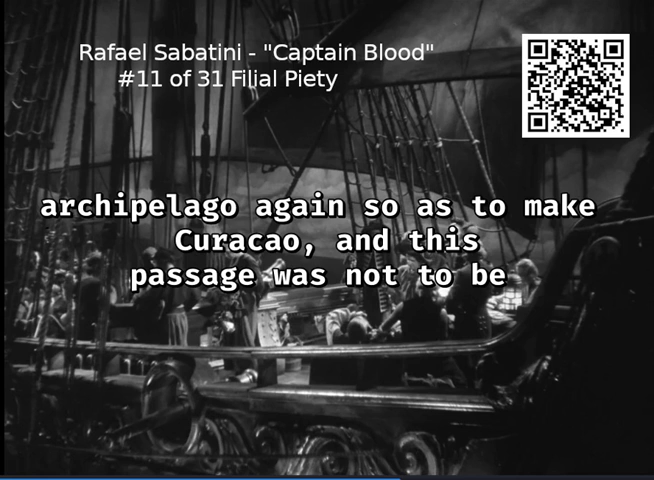 Rafael Sabatini - "Captain Blood"
#11 of 31 Filial Piety
archipelago again so as to make
Curacao, and this
passage was not to be